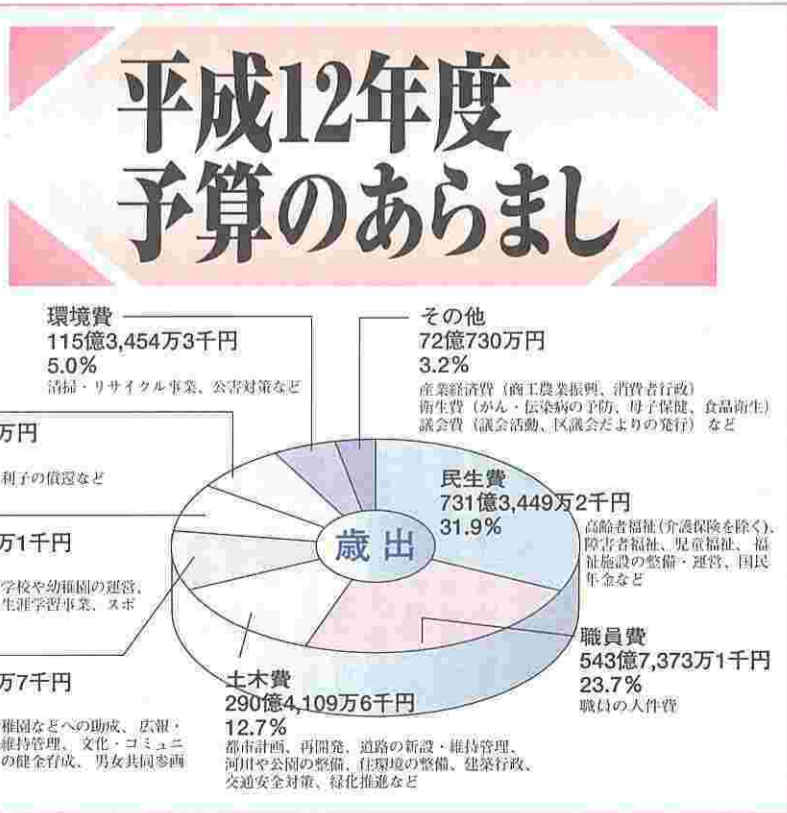 平成12年度
予算のあらまし
環境費
115億3,454万3千円
5.0%
清掃・リサイクル事業、公害対策など
その他
72億730万円
3.2%
産業経済費(商工農業振興、消費者行政)
衛生費(がん・伝染病の予防、母子保健、食品衛生)
議会費(議会活動、区議会だよりの発行)など
万円
利子の償還など
万1千円
学校や幼稚園の運営、
生涯学習事業、スポ
万7千円
稚園などへの助成、広報・
維持管理、文化・コミュニ
の健全育成、男女共同参画
歳出
民生費
731億3,449万2千円
31.9%
高齢者福祉(介護保険を除く)、
障害者福祉、児童福祉、福
祉施設の整備・運営、国民
年金など
職員費
543億7,373万1千円
23.7%
職員の人件費
土木費
290億4,109万6千円
12.7%
都市計画、再開発、道路の新設・維持管理、
河川や公園の整備、住環境の整備、建築行政、
交通安全対策、緑化推進など